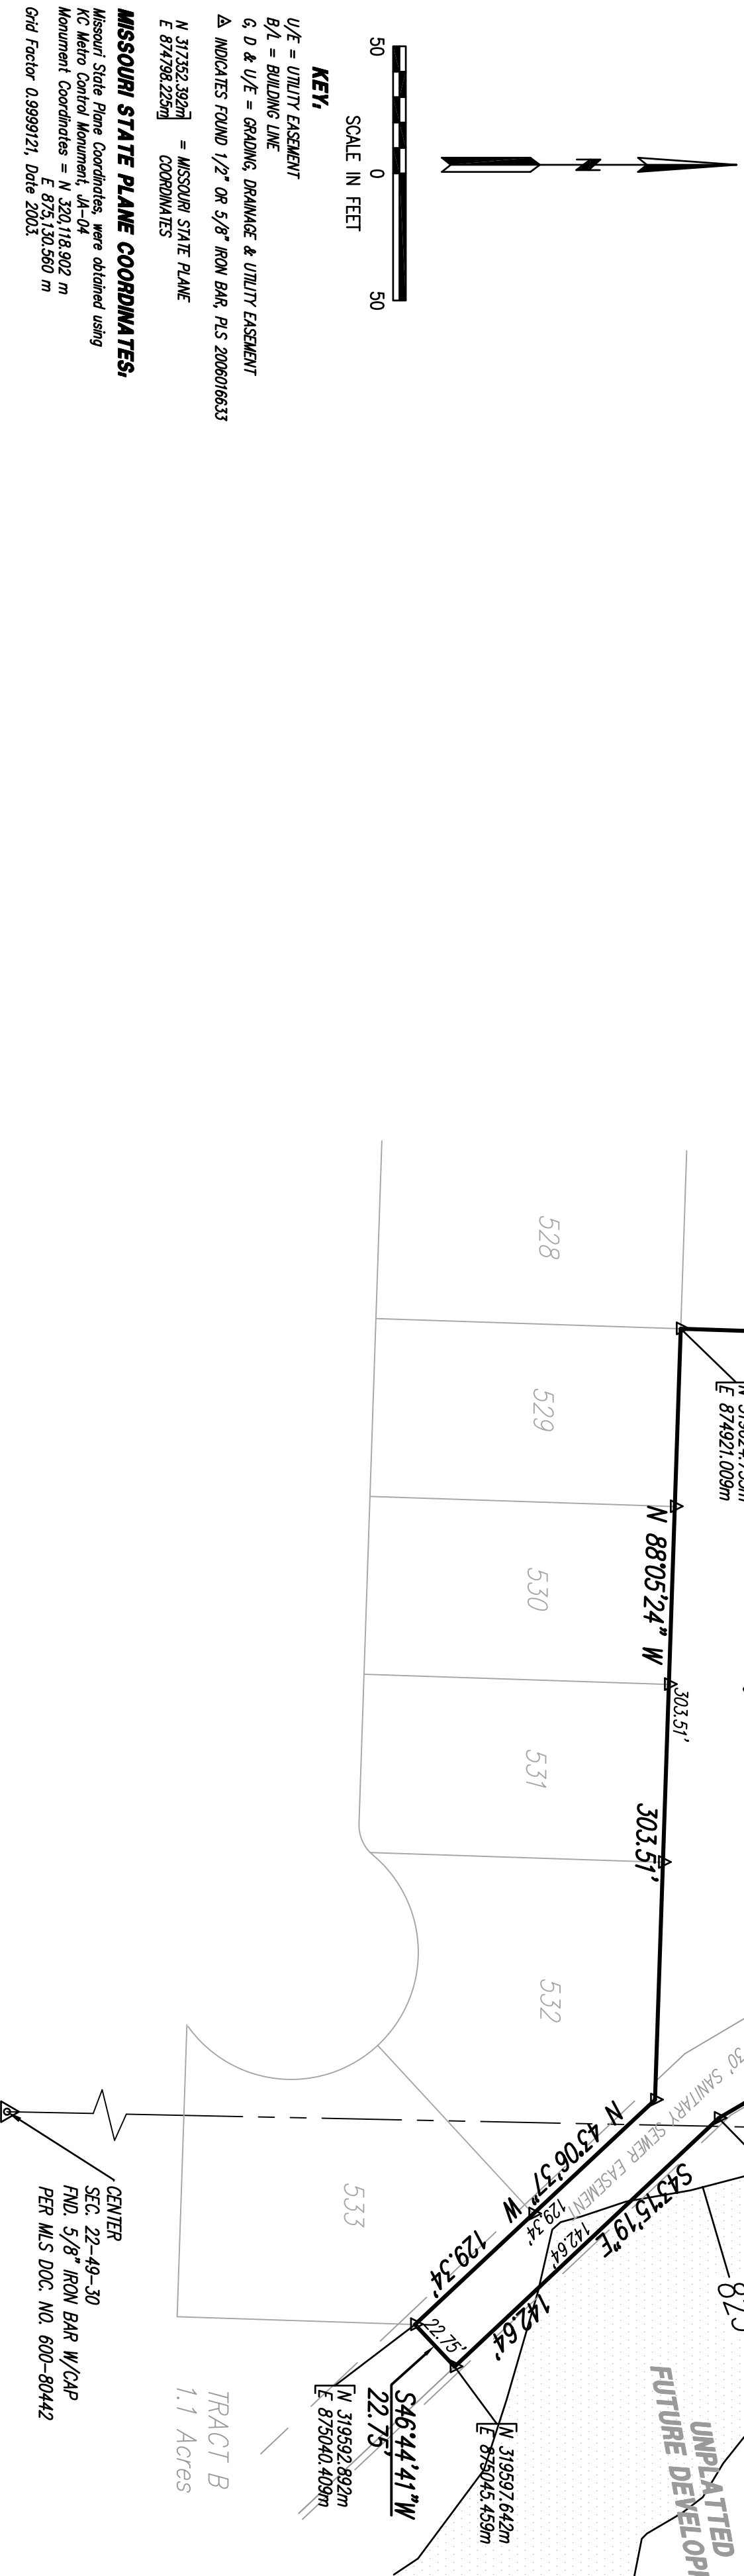 50
0
50
SCALE IN FEET
KEY:
U/E = UTILITY EASEMENT
B/L = BUILDING LINE
G, D & U/E = GRADING, DRAINAGE & UTILITY EASEMENT
INDICATES FOUND 1/2" OR 5/8" IRON BAR, PLS 2006016633
N 317352.392m
E 874798.225m
= MISSOURI STATE PLANE
COORDINATES
MISSOURI STATE PLANE COORDINATES:
Missouri State Plane Coordinates, were obtained using
KC Metro Control Monument, JA-04
Monument Coordinates = N 320,118.902 m
E 875,130.560 m
Grid Factor 0.9999121, Date 2003.
N
528
529
530
531
532
533
E 874921.009m
N 88°05'24" W
303.51'
303.51'
30' SANITARY SEWER EASEMENT
N 43°06'37" W
129.34'
129.34'
S43°15'19"E
142.64'
142.64'
22.75'
S46°44'41"W
22.75'
N 319592.892m
E 875040.409m
N 319597.642m
E 875045.459m
TRACT B
1.1 Acres
UNPLATTED
CENTER
SEC. 22-49-30
FND. 5/8" IRON BAR W/CAP
PER MLS DOC. NO. 600-80442